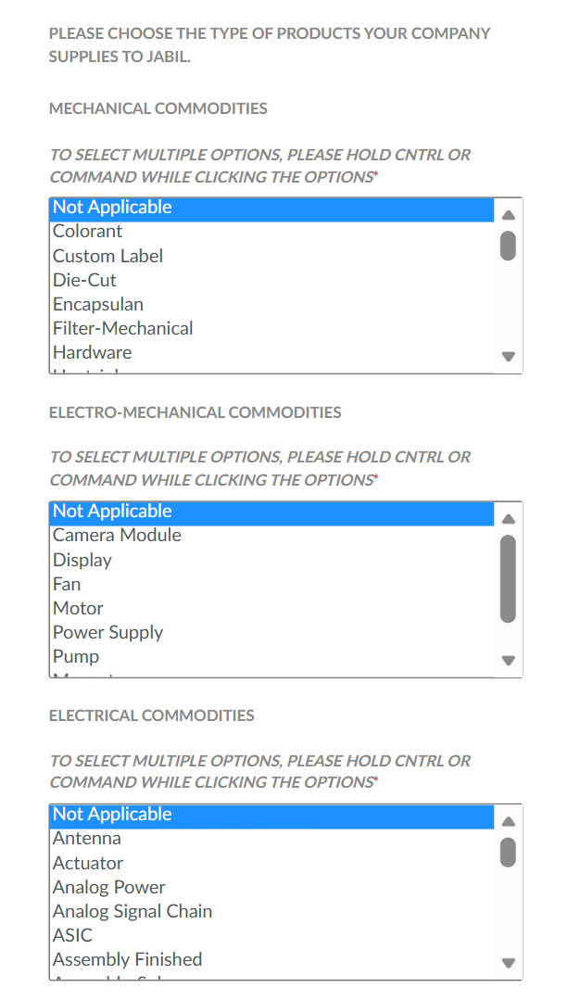 PLEASE CHOOSE THE TYPE OF PRODUCTS YOUR COMPANY
SUPPLIES TO JABIL.
MECHANICAL COMMODITIES
TO SELECT MULTIPLE OPTIONS, PLEASE HOLD CNTRL OR
COMMAND WHILE CLICKING THE OPTIONS*
Not Applicable
Colorant
Custom Label
Die-Cut
Encapsulan
Filter-Mechanical
Hardware
ELECTRO-MECHANICAL COMMODITIES
TO SELECT MULTIPLE OPTIONS, PLEASE HOLD CNTRL OR
COMMAND WHILE CLICKING THE OPTIONS*
Not Applicable
Camera Module
Display
Fan
Motor
Power Supply
Pump
ELECTRICAL COMMODITIES
TO SELECT MULTIPLE OPTIONS, PLEASE HOLD CNTRL OR
COMMAND WHILE CLICKING THE OPTIONS*
Not Applicable
Antenna
Actuator
Analog Power
Analog Signal Chain
ASIC
Assembly Finished